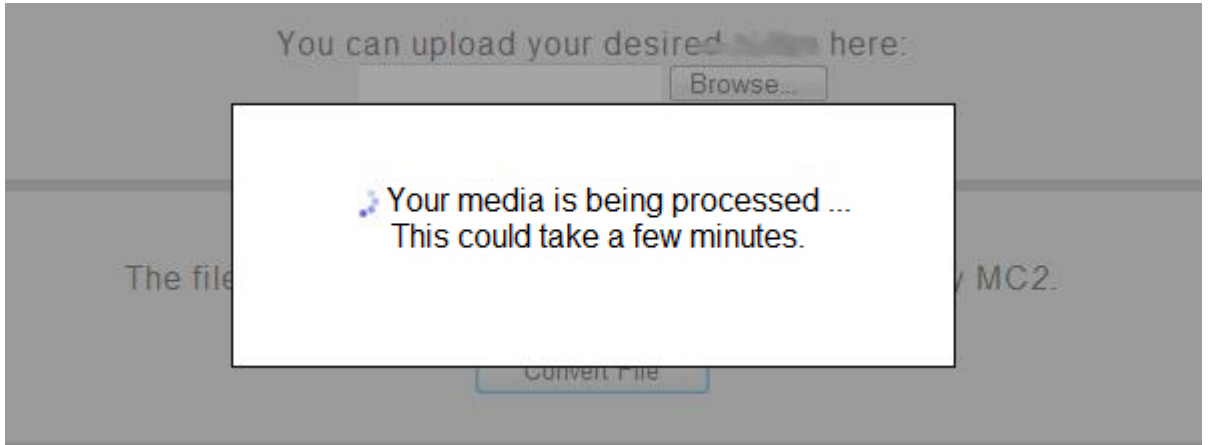 You can upload your desired here:
Browse...
Your media is being processed ...
This could take a few minutes.
The file y MC2.
Convert File